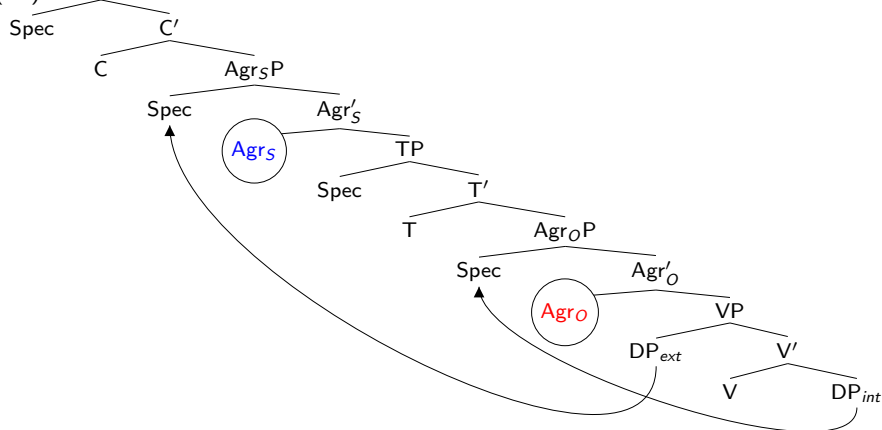 Spec C′
C Agr_SP
Spec Agr′_S
Agr_S TP
Spec T′
T Agr_OP
Spec Agr′_O
Agr_O VP
DP_ext V′
V DP_int